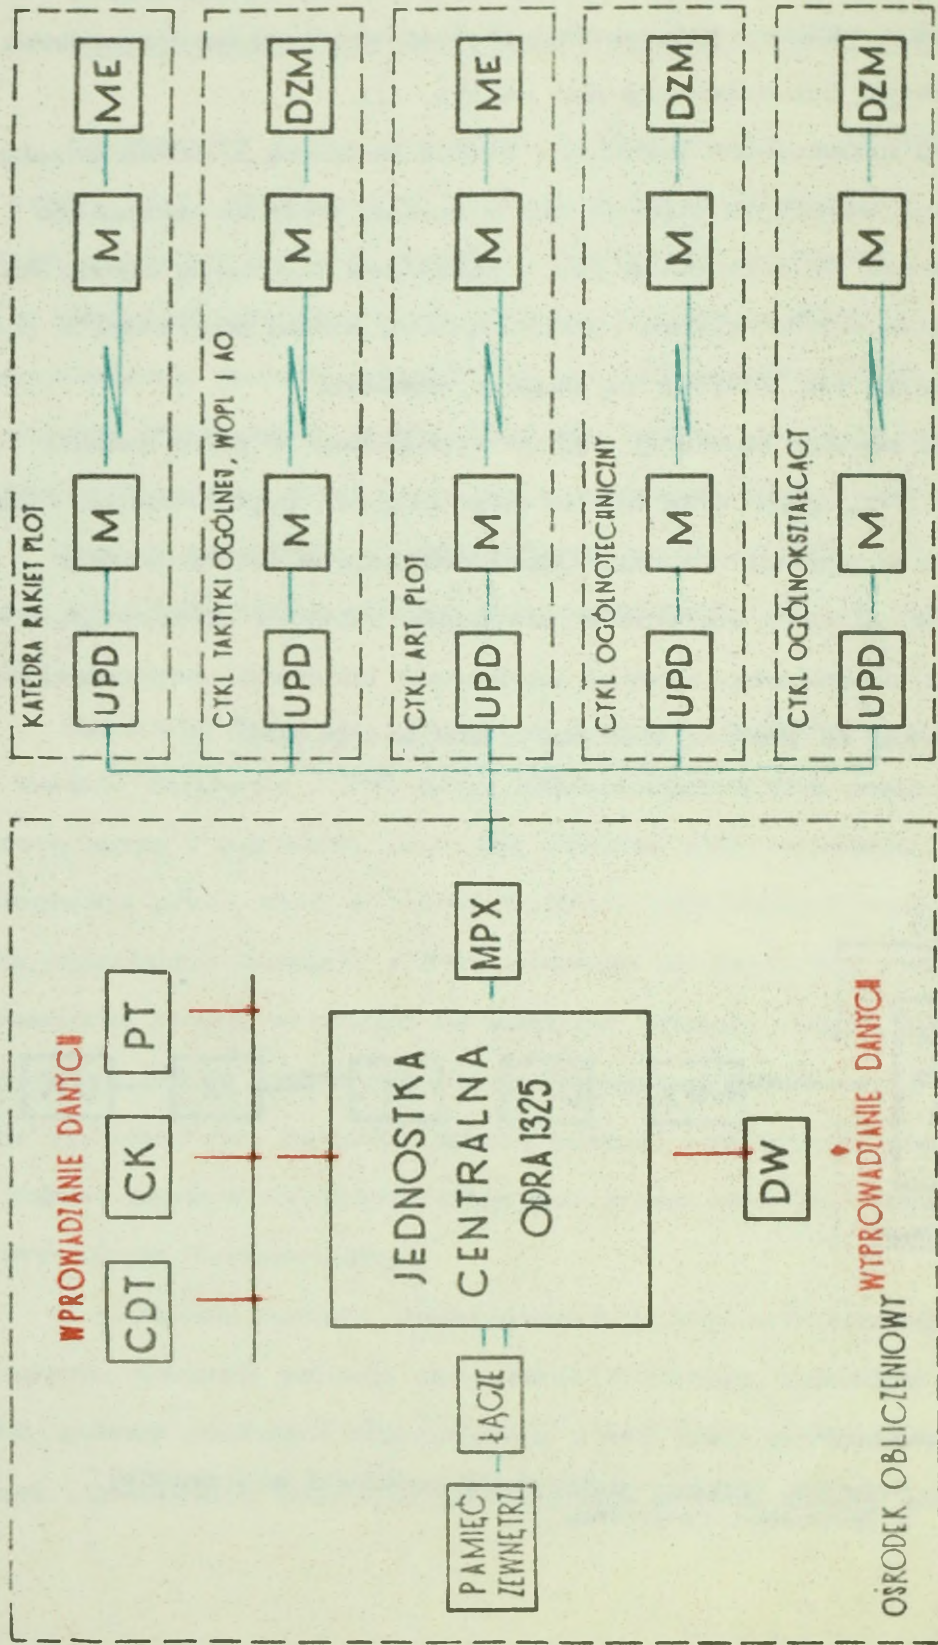 WPROWADZANIE DANYCH
CDT
CK
PT
PAMIĘĆ
ZEWNĘTRZ.
ŁĄCZE
JEDNOSTKA
CENTRALNA
ODRA 1325
MPX
DW
WYPROWADZANIE DANYCH
OŚRODEK OBLICZENIOWY
KATEDRA RAKIET PLOT
UPD
M
M
ME
CYKL TAKTYKI OGÓLNEJ, WOPL I AO
UPD
M
M
DZM
CYKL ART PLOT
UPD
M
M
ME
CYKL OGÓLNOTECHNICZNY
UPD
M
M
DZM
CYKL OGÓLNOKSZTAŁCĄCY
UPD
M
M
DZM